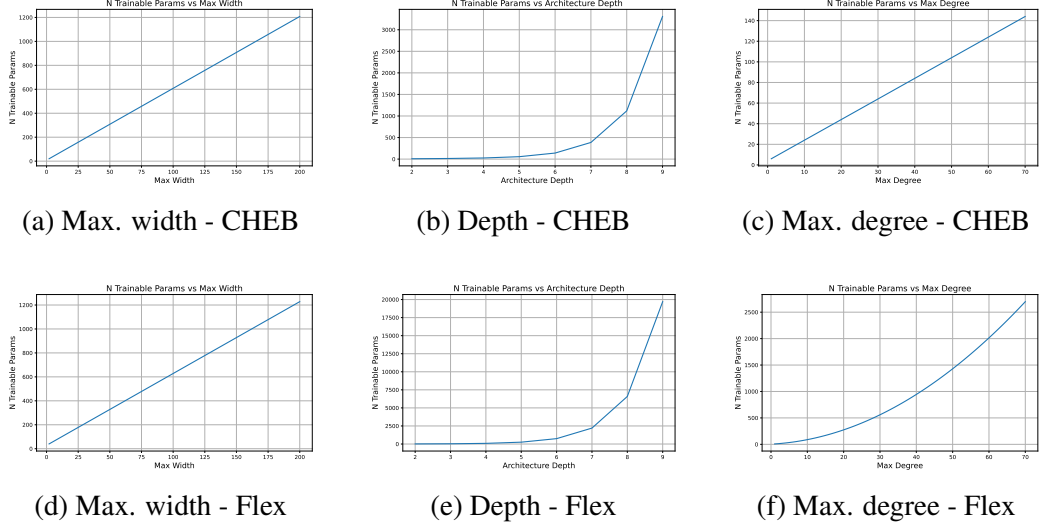 N Trainable Params vs Max Width
N Trainable Params
1200
1000
800
600
400
200
0
0 25 50 75 100 125 150 175 200
Max Width
(a) Max. width - CHEB
N Trainable Params vs Architecture Depth
N Trainable Params
3000
2500
2000
1500
1000
500
0
2 3 4 5 6 7 8 9
Architecture Depth
(b) Depth - CHEB
N Trainable Params vs Max Degree
N Trainable Params
140
120
100
80
60
40
20
0
0 10 20 30 40 50 60 70
Max Degree
(c) Max. degree - CHEB
N Trainable Params vs Max Width
N Trainable Params
1200
1000
800
600
400
200
0
0 25 50 75 100 125 150 175 200
Max Width
(d) Max. width - Flex
N Trainable Params vs Architecture Depth
N Trainable Params
20000
17500
15000
12500
10000
7500
5000
2500
0
2 3 4 5 6 7 8 9
Architecture Depth
(e) Depth - Flex
N Trainable Params vs Max Degree
N Trainable Params
2500
2000
1500
1000
500
0
0 10 20 30 40 50 60 70
Max Degree
(f) Max. degree - Flex